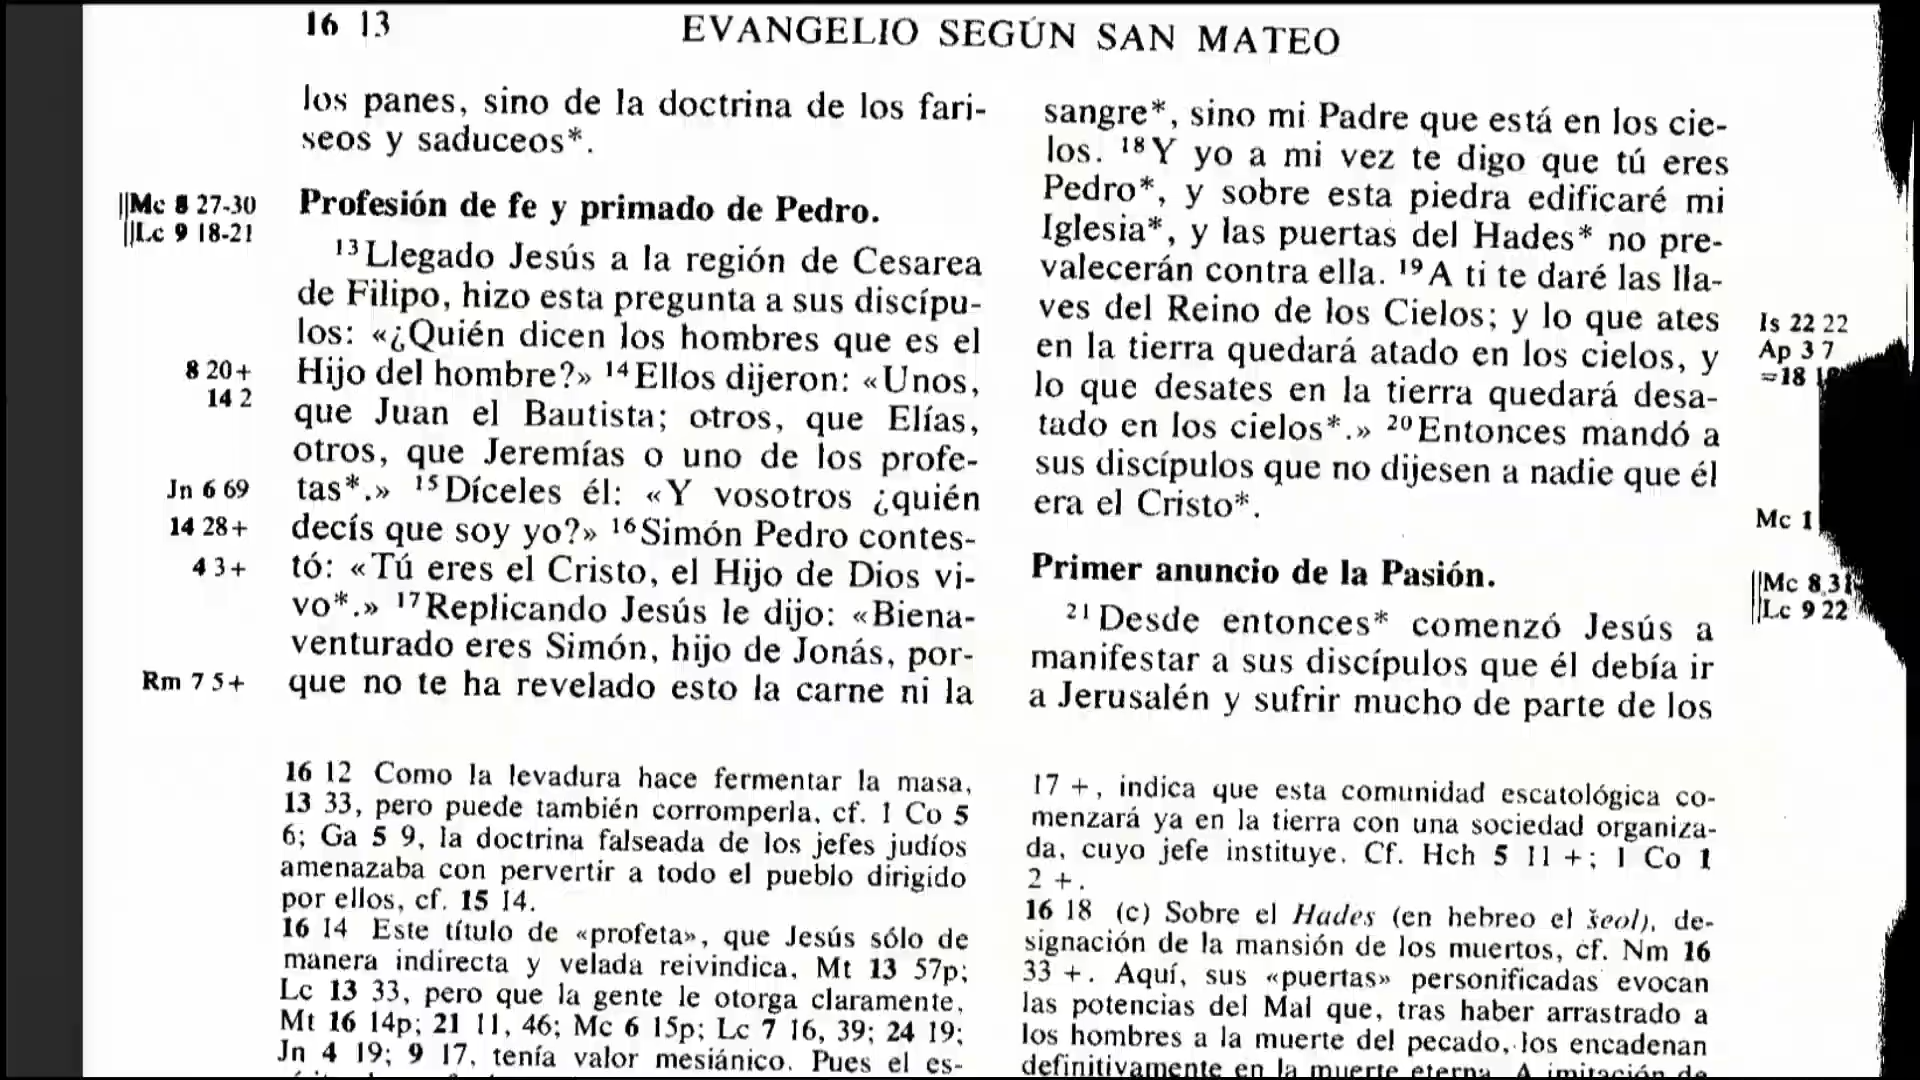 16 13
EVANGELIO SEGÚN SAN MATEO
los panes, sino de la doctrina de los fari-
seos y saduceos*.
||Mc 8 27-30
||Lc 9 18-21
Profesión de fe y primado de Pedro.
13 Llegado Jesús a la región de Cesarea
de Filipo, hizo esta pregunta a sus discípu-
los: «¿Quién dicen los hombres que es el
8 20+
Hijo del hombre?» 14 Ellos dijeron: «Unos,
14 2
que Juan el Bautista; otros, que Elías,
otros, que Jeremías o uno de los profe-
Jn 6 69
tas*.» 15 Díceles él: «Y vosotros ¿quién
14 28+
decís que soy yo?» 16 Simón Pedro contes-
4 3+
tó: «Tú eres el Cristo, el Hijo de Dios vi-
vo*.» 17 Replicando Jesús le dijo: «Biena-
venturado eres Simón, hijo de Jonás, por-
Rm 7 5+
que no te ha revelado esto la carne ni la
sangre*, sino mi Padre que está en los cie-
los. 18 Y yo a mi vez te digo que tú eres
Pedro*, y sobre esta piedra edificaré mi
Iglesia*, y las puertas del Hades* no pre-
valecerán contra ella. 19 A ti te daré las lla-
ves del Reino de los Cielos; y lo que ates
Is 22 22
en la tierra quedará atado en los cielos, y
Ap 3 7
lo que desates en la tierra quedará desa-
=18
tado en los cielos*.» 20 Entonces mandó a
sus discípulos que no dijesen a nadie que él
era el Cristo*.
Mc 1
Primer anuncio de la Pasión.
||Mc 8 31
||Lc 9 22
21 Desde entonces* comenzó Jesús a
manifestar a sus discípulos que él debía ir
a Jerusalén y sufrir mucho de parte de los
16 12 Como la levadura hace fermentar la masa,
13 33, pero puede también corromperla, cf. 1 Co 5
6; Ga 5 9, la doctrina falseada de los jefes judíos
amenazaba con pervertir a todo el pueblo dirigido
por ellos, cf. 15 14.
16 14 Este título de «profeta», que Jesús sólo de
manera indirecta y velada reivindica, Mt 13 57p;
Lc 13 33, pero que la gente le otorga claramente,
Mt 16 14p; 21 11, 46; Mc 6 15p; Lc 7 16, 39; 24 19;
Jn 4 19; 9 17, tenía valor mesiánico. Pues el es-
17 +, indica que esta comunidad escatológica co-
menzará ya en la tierra con una sociedad organiza-
da, cuyo jefe instituye. Cf. Hch 5 11 +; 1 Co 1
2 +.
16 18 (c) Sobre el Hades (en hebreo el šeol), de-
signación de la mansión de los muertos, cf. Nm 16
33 +. Aquí, sus «puertas» personificadas evocan
las potencias del Mal que, tras haber arrastrado a
los hombres a la muerte del pecado, los encadenan
definitivamente en la muerte eterna. A imitación de